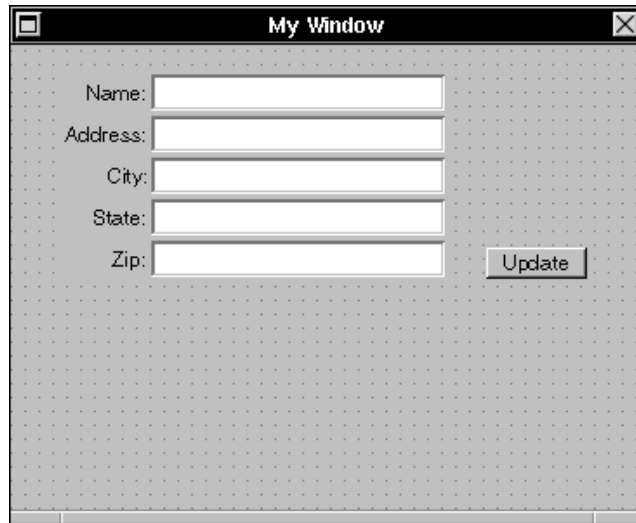 My Window
Name:
Address:
City:
State:
Zip:
Update